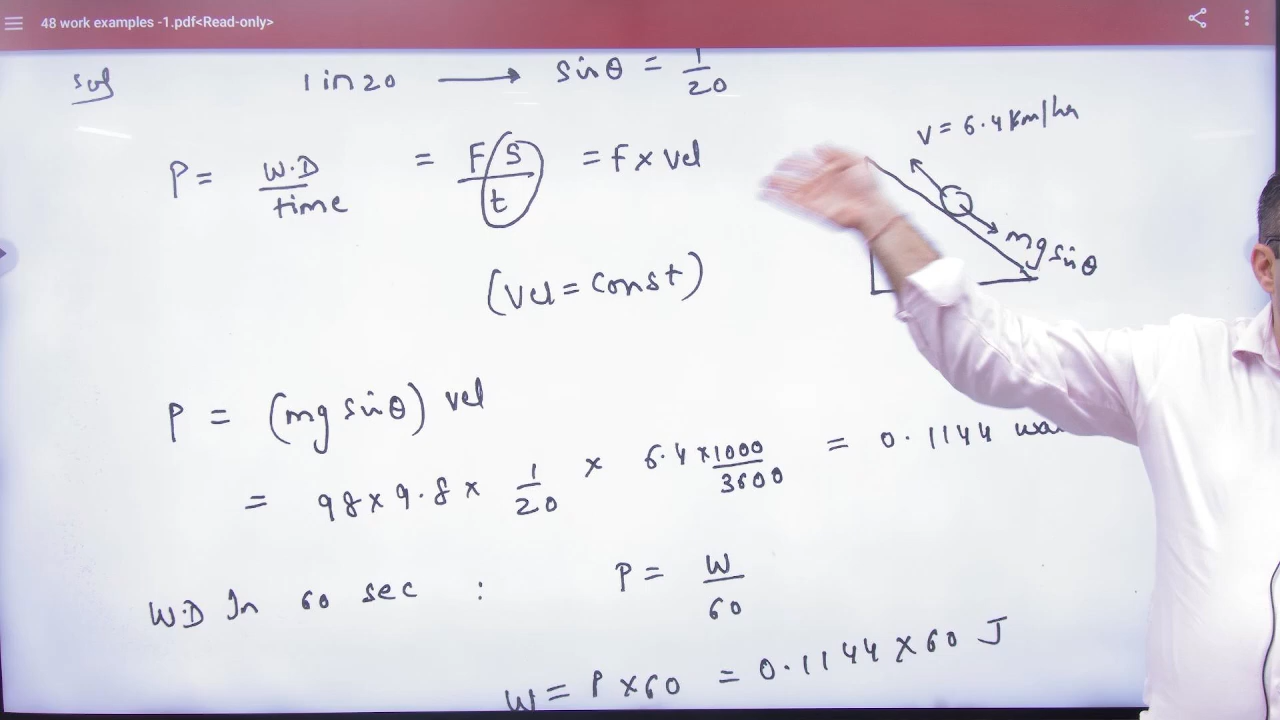 48 work examples -1.pdf<Read-only>
sol 1 in 20 ⟶ sinθ = 1/20
V = 6.4 km/hr
P = W.D/time = FS/t = F x vel
mg sinθ
(vel = const)
P = (mg sinθ) vel
= 98 x 9.8 x 1/20 x 6.4 x 1000/3600 = 0.1144
W.D In 60 sec : P = W/60
W = P x 60 = 0.1144 x 60 J